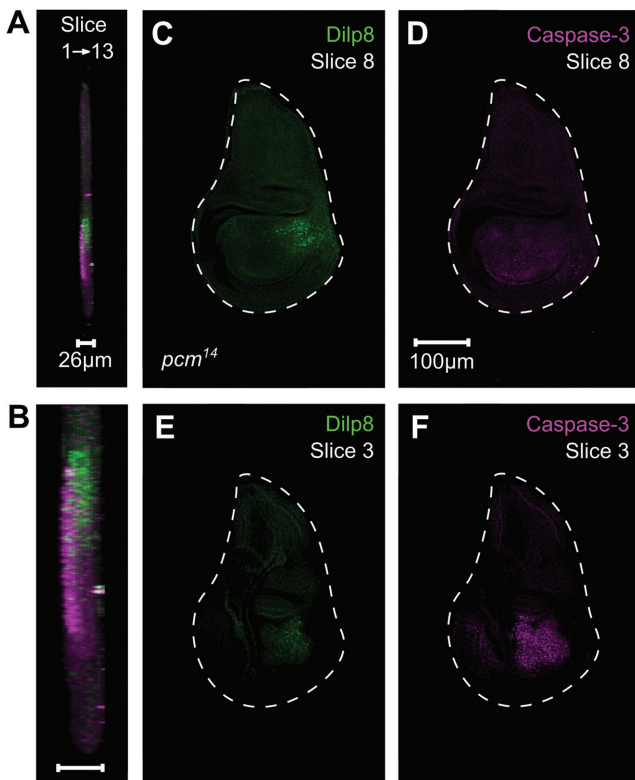 A
Slice
1→13
26µm
C
Dilp8
Slice 8
pcm¹⁴
D
Caspase-3
Slice 8
100µm
B
E
Dilp8
Slice 3
F
Caspase-3
Slice 3